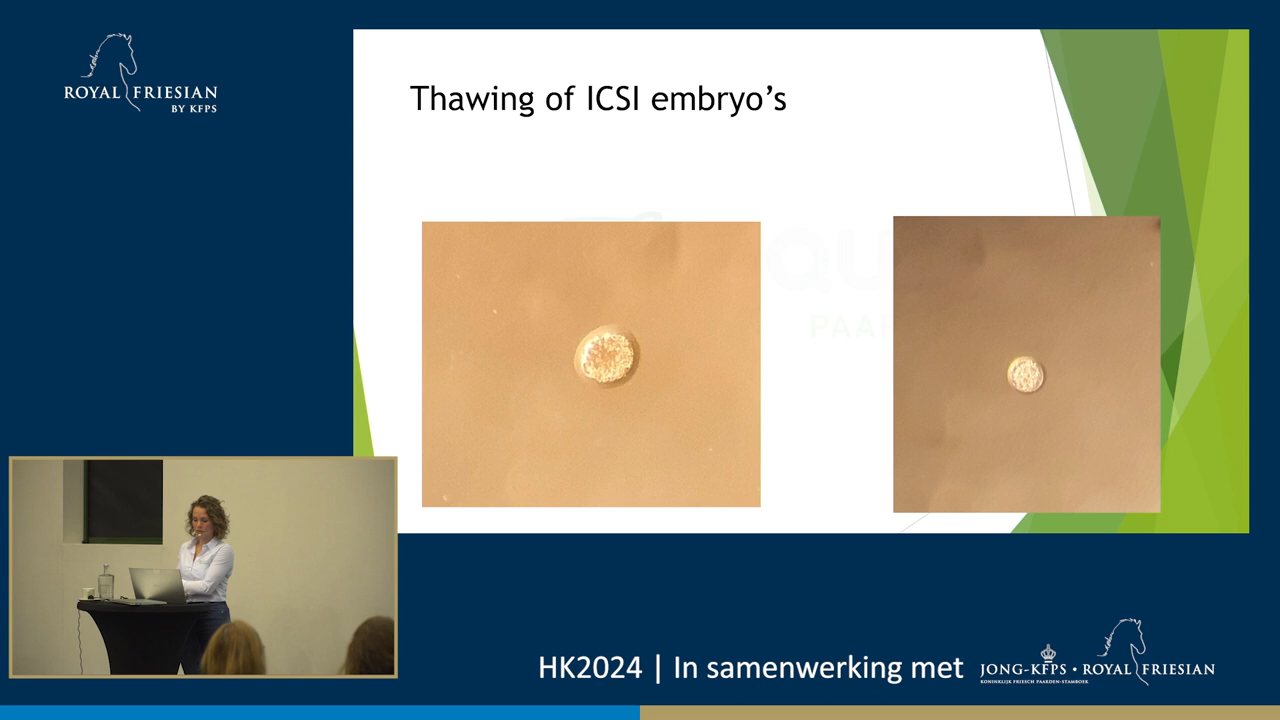 ROYAL FRIESIAN
BY KFPS
Thawing of ICSI embryo's
HK2024 | In samenwerking met
JONG-KFPS • ROYAL FRIESIAN
KONINKLIJK FRIESCH PAARDEN-STAMBOEK